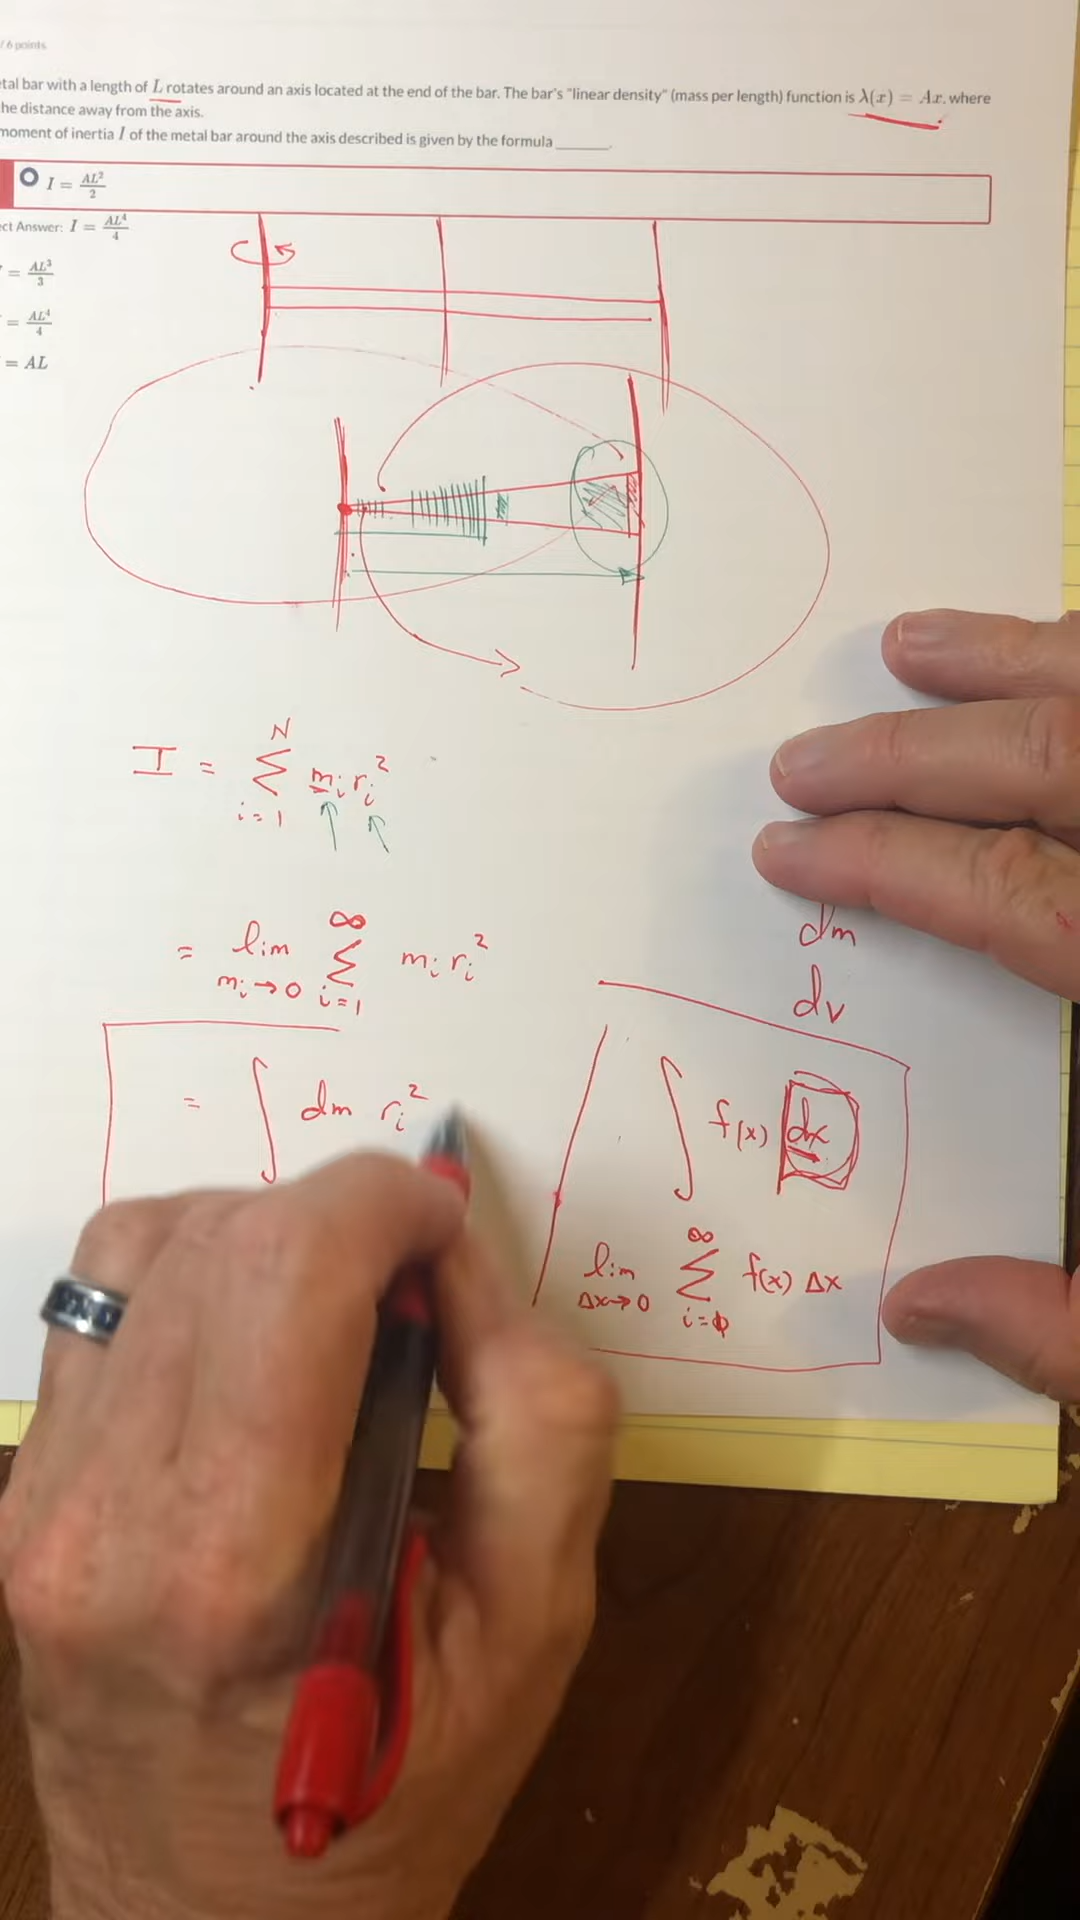 / 6 points
tal bar with a length of L rotates around an axis located at the end of the bar. The bar's "linear density" (mass per length) function is λ(x) = Ax. where
he distance away from the axis.
moment of inertia I of the metal bar around the axis described is given by the formula ______.
I = AL²/2
ect Answer: I = AL⁴/4
= AL³/3
= AL⁴/4
= AL
I = N Σ i=1 mᵢ rᵢ²
= lim mᵢ→0 ∞ Σ i=1 mᵢ rᵢ²
dm
dv
= ∫ dm rᵢ²
∫ f(x) dx
lim Δx→0 ∞ Σ f(x) Δx